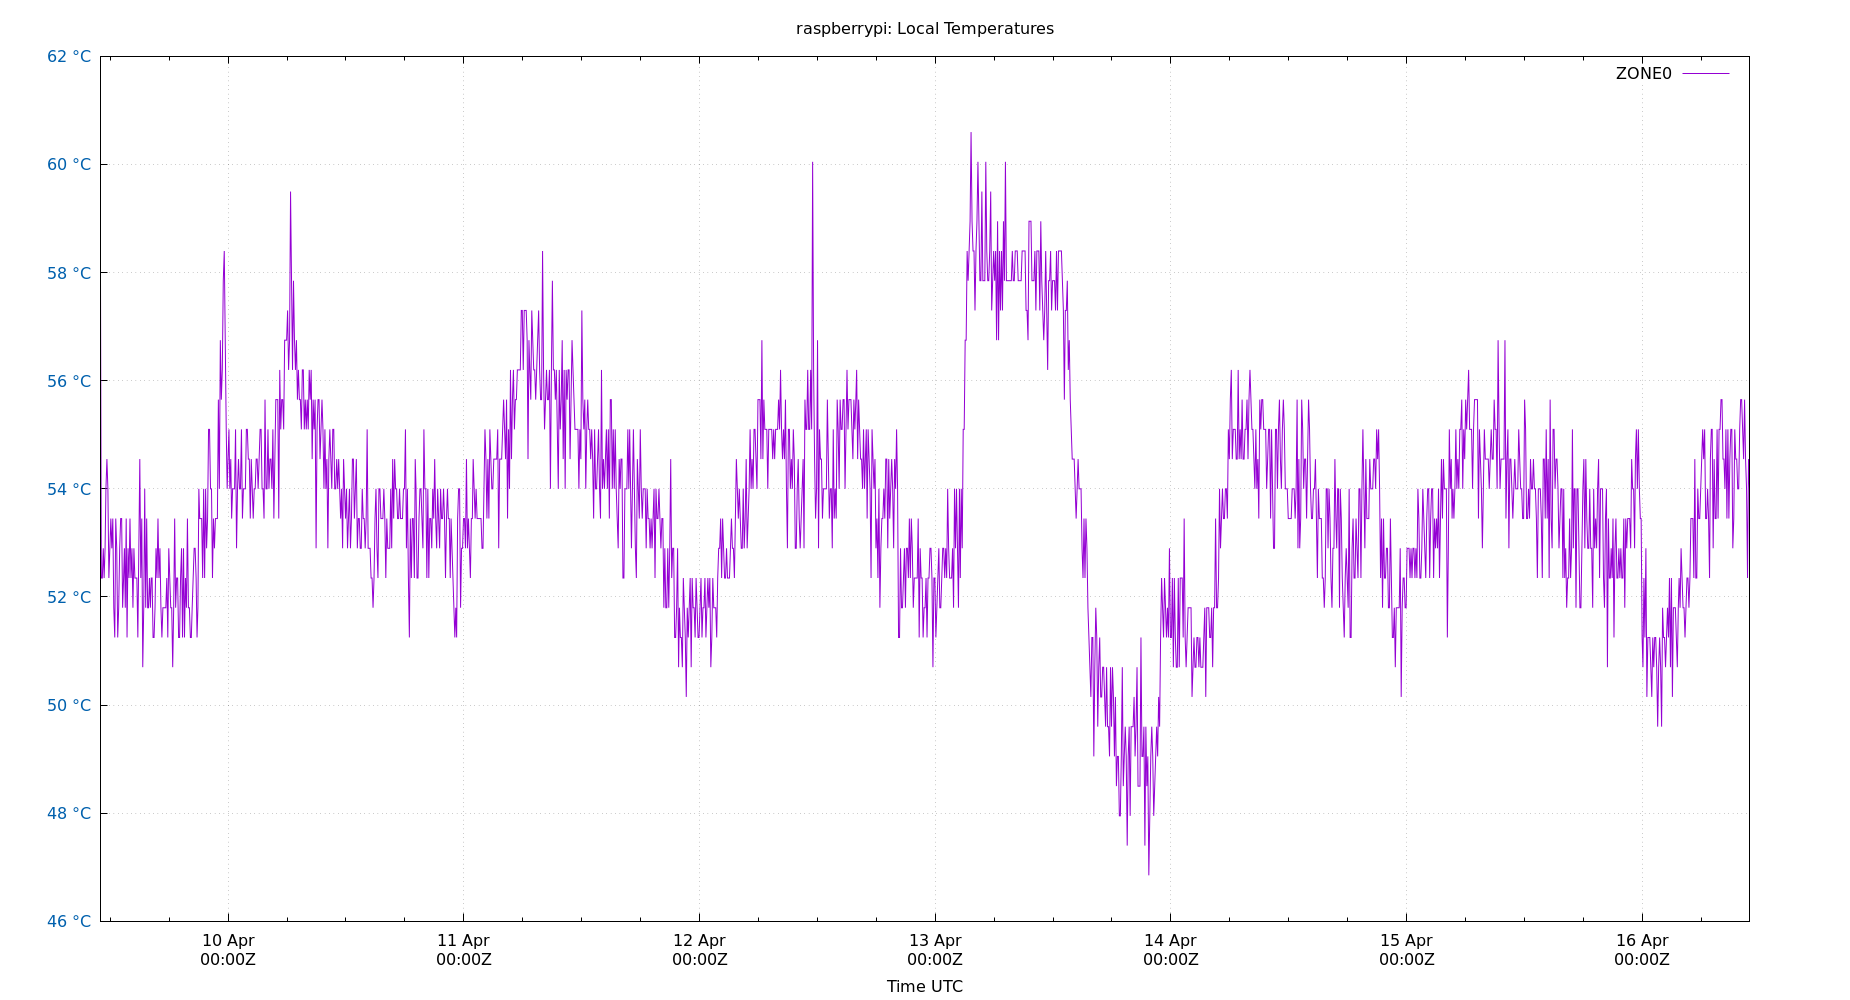 raspberrypi: Local Temperatures
62 °C
ZONE0
60 °C
58 °C
56 °C
54 °C
52 °C
50 °C
48 °C
46 °C
10 Apr 11 Apr 12 Apr 13 Apr 14 Apr 15 Apr 16 Apr
00:00Z 00:00Z 00:00Z 00:00Z 00:00Z 00:00Z 00:00Z
Time UTC